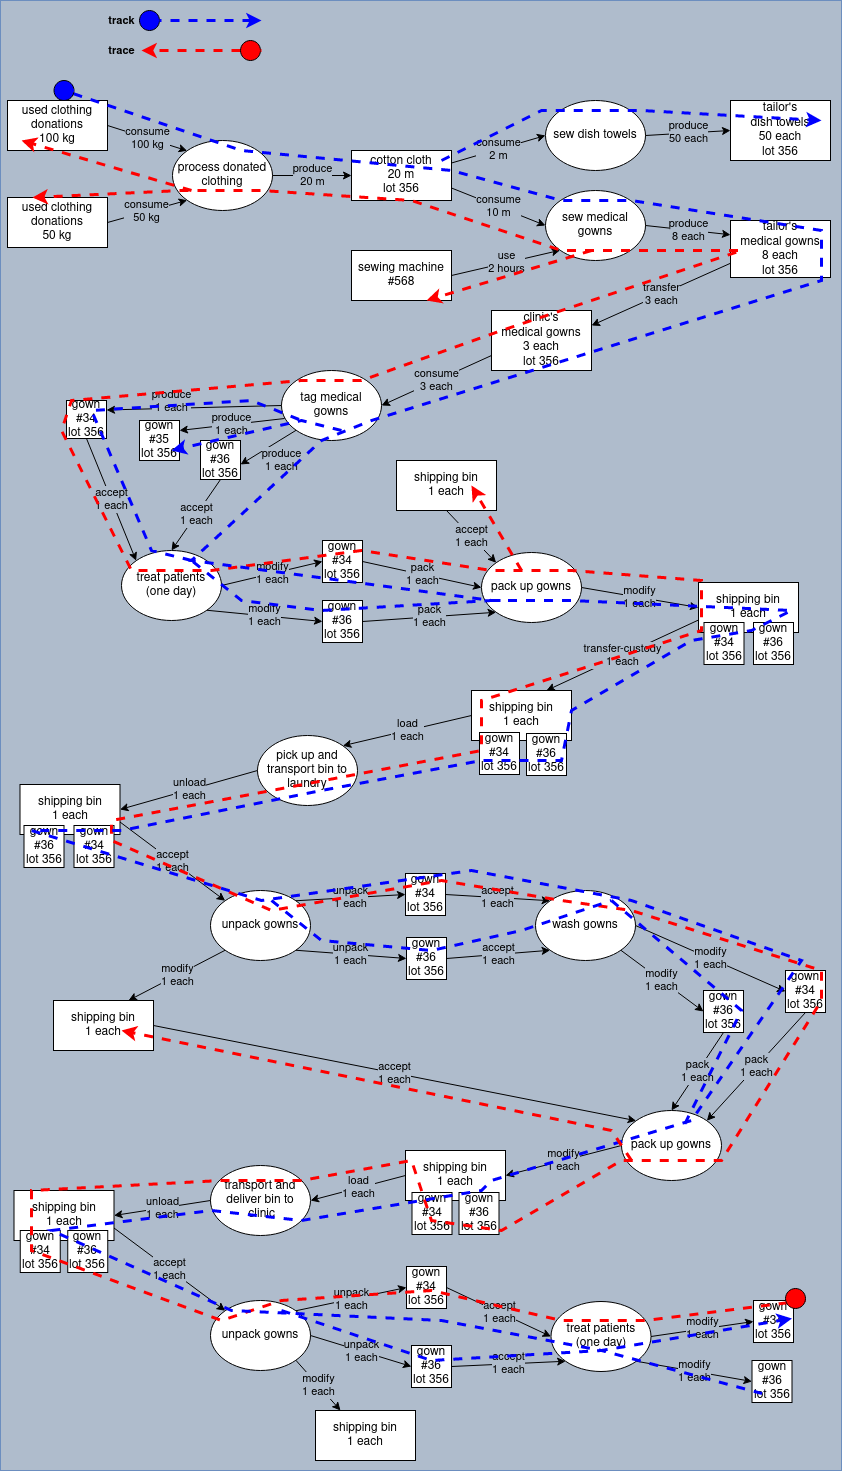 track
trace
used clothing
donations
100 kg
consume
100 kg
process donated
clothing
used clothing
donations
50 kg
consume
50 kg
produce
20 m
cotton cloth
20 m
lot 356
consume
2 m
sew dish towels
produce
50 each
tailor's
dish towels
50 each
lot 356
consume
10 m
sew medical
gowns
produce
8 each
tailor's
medical gowns
8 each
lot 356
sewing machine
#568
use
2 hours
transfer
3 each
clinic's
medical gowns
3 each
lot 356
consume
3 each
tag medical
gowns
produce
1 each
gown
#34
lot 356
produce
1 each
gown
#35
lot 356
produce
1 each
gown
#36
lot 356
accept
1 each
accept
1 each
treat patients
(one day)
modify
1 each
gown
#34
lot 356
modify
1 each
gown
#36
lot 356
pack
1 each
pack
1 each
shipping bin
1 each
accept
1 each
pack up gowns
modify
1 each
shipping bin
1 each
gown
#34
lot 356
gown
#36
lot 356
transfer-custody
1 each
shipping bin
1 each
gown
#34
lot 356
gown
#36
lot 356
load
1 each
pick up and
transport bin to
laundry
unload
1 each
shipping bin
1 each
gown
#36
lot 356
gown
#34
lot 356
accept
1 each
unpack gowns
unpack
1 each
gown
#34
lot 356
accept
1 each
unpack
1 each
gown
#36
lot 356
accept
1 each
wash gowns
modify
1 each
gown
#34
lot 356
modify
1 each
gown
#36
lot 356
modify
1 each
shipping bin
1 each
accept
1 each
pack
1 each
pack
1 each
pack up gowns
modify
1 each
shipping bin
1 each
gown
#34
lot 356
gown
#36
lot 356
load
1 each
transport and
deliver bin to
clinic
unload
1 each
shipping bin
1 each
gown
#34
lot 356
gown
#36
lot 356
accept
1 each
unpack gowns
unpack
1 each
gown
#34
lot 356
accept
1 each
unpack
1 each
gown
#36
lot 356
accept
1 each
treat patients
(one day)
modify
1 each
gown
#34
lot 356
modify
1 each
gown
#36
lot 356
modify
1 each
shipping bin
1 each